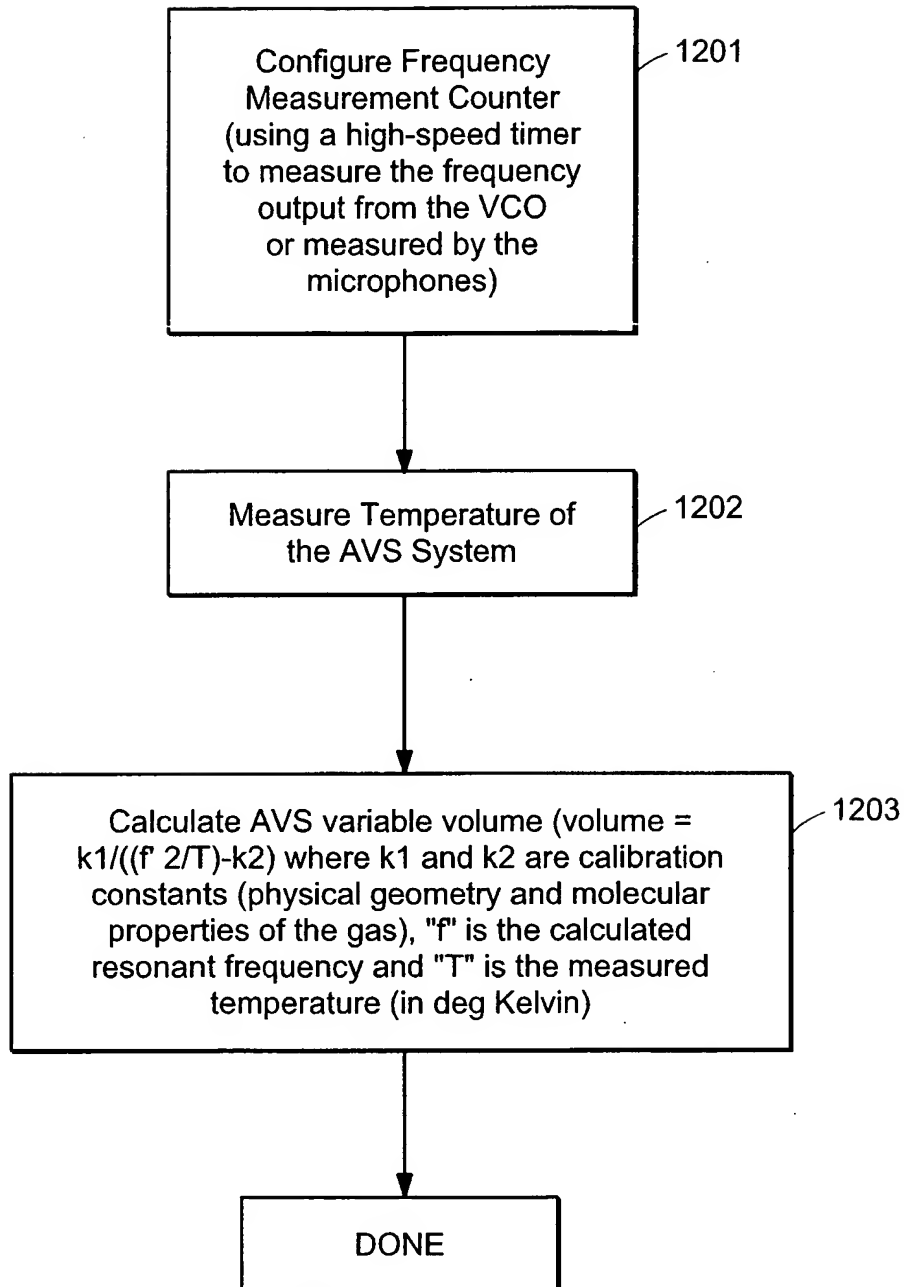 Configure Frequency
Measurement Counter
(using a high-speed timer
to measure the frequency
output from the VCO
or measured by the
microphones)
1201
Measure Temperature of
the AVS System
1202
Calculate AVS variable volume (volume =
k1/((f' 2/T)-k2) where k1 and k2 are calibration
constants (physical geometry and molecular
properties of the gas), "f" is the calculated
resonant frequency and "T" is the measured
temperature (in deg Kelvin)
1203
DONE